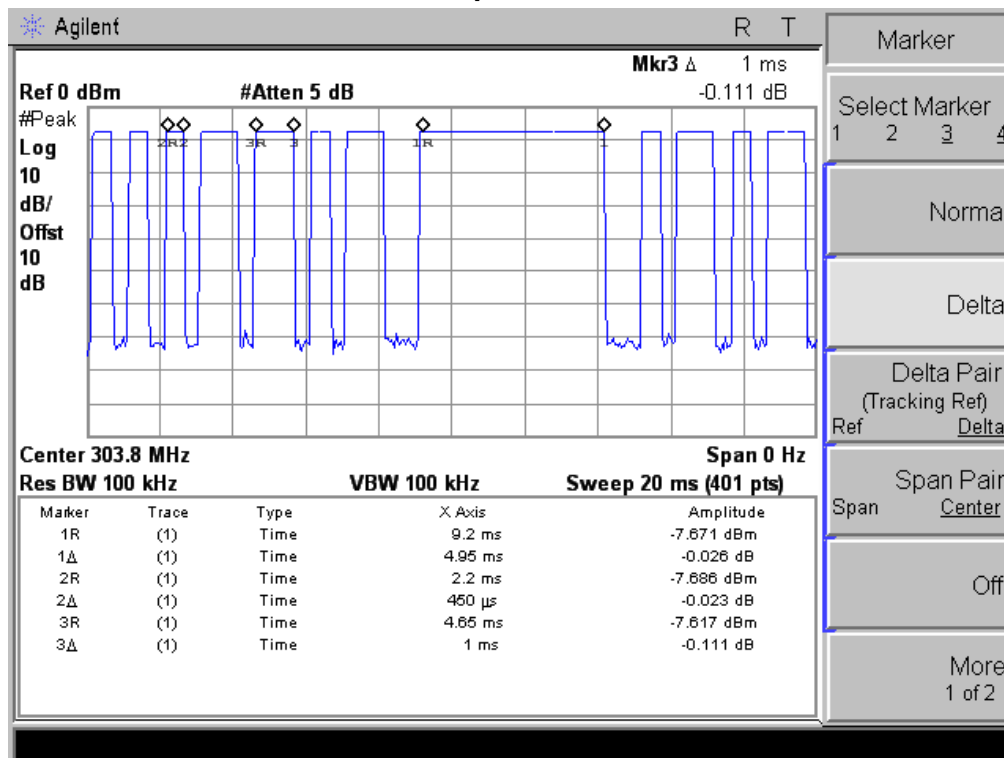 Agilent
R T
Marker
Mkr3 Δ 1 ms
Ref 0 dBm #Atten 5 dB -0.111 dB
#Peak
Log
10
dB/
Offst
10
dB
2R 2 3R 3 1R 1
Center 303.8 MHz Span 0 Hz
Res BW 100 kHz VBW 100 kHz Sweep 20 ms (401 pts)
Marker Trace Type X Axis Amplitude
1R (1) Time 9.2 ms -7.671 dBm
1Δ (1) Time 4.95 ms -0.026 dB
2R (1) Time 2.2 ms -7.686 dBm
2Δ (1) Time 450 µs -0.023 dB
3R (1) Time 4.65 ms -7.617 dBm
3Δ (1) Time 1 ms -0.111 dB
Select Marker
1 2 3 4
Norma
Delta
Delta Pair
(Tracking Ref)
Ref Delta
Span Pair
Span Center
Off
More
1 of 2